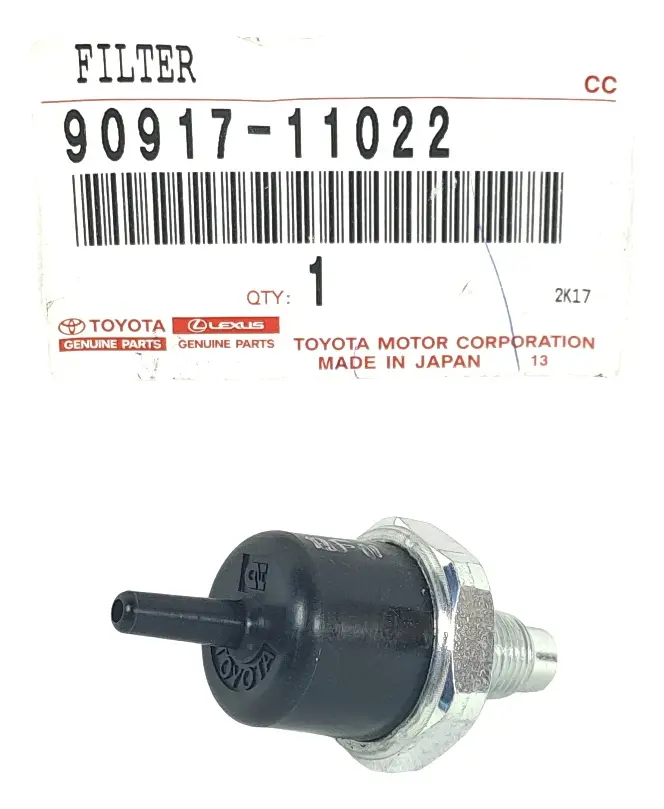 FILTER
CC
90917-11022
QTY: 1
2K17
TOYOTA LEXUS
GENUINE PARTS GENUINE PARTS
TOYOTA MOTOR CORPORATION
MADE IN JAPAN 13
TOYOTA